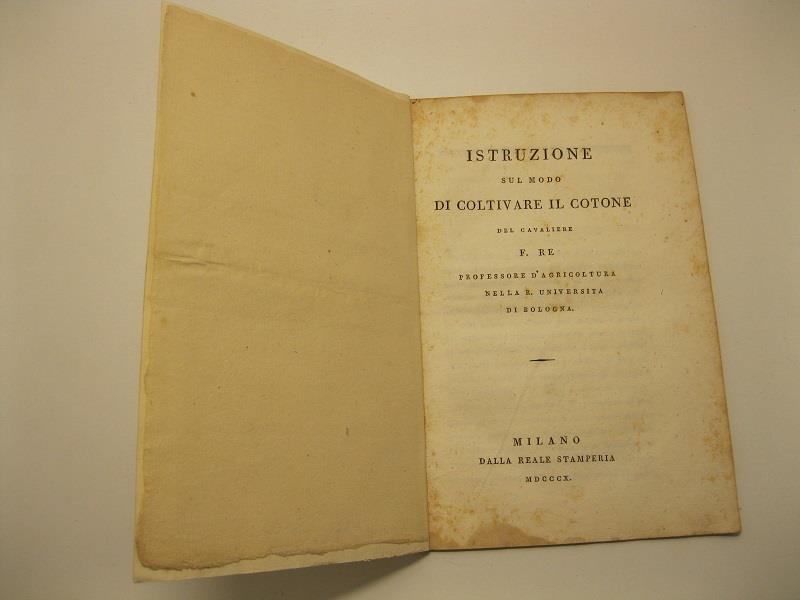 ISTRUZIONE
SUL MODO
DI COLTIVARE IL COTONE
DEL CAVALIERE
F. RE
PROFESSORE D'AGRICOLTURA
NELLA R. UNIVERSITA
DI BOLOGNA.
MILANO
DALLA REALE STAMPERIA
MDCCCX.